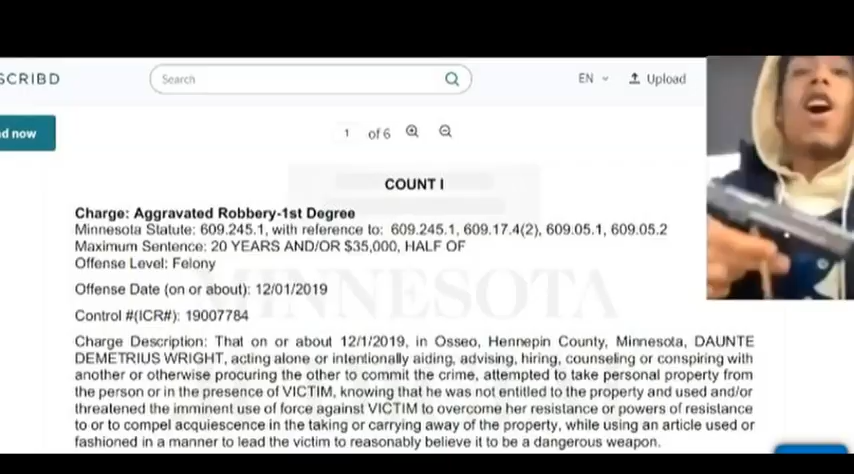 SCRIBD
Search
EN
Upload
d now
1 of 6
COUNT I
Charge: Aggravated Robbery-1st Degree
Minnesota Statute: 609.245.1, with reference to: 609.245.1, 609.17.4(2), 609.05.1, 609.05.2
Maximum Sentence: 20 YEARS AND/OR $35,000, HALF OF
Offense Level: Felony
Offense Date (on or about): 12/01/2019
Control #(ICR#): 19007784
Charge Description: That on or about 12/1/2019, in Osseo, Hennepin County, Minnesota, DAUNTE
DEMETRIUS WRIGHT, acting alone or intentionally aiding, advising, hiring, counseling or conspiring with
another or otherwise procuring the other to commit the crime, attempted to take personal property from
the person or in the presence of VICTIM, knowing that he was not entitled to the property and used and/or
threatened the imminent use of force against VICTIM to overcome her resistance or powers of resistance
to or to compel acquiescence in the taking or carrying away of the property, while using an article used or
fashioned in a manner to lead the victim to reasonably believe it to be a dangerous weapon.
MINNESOTA